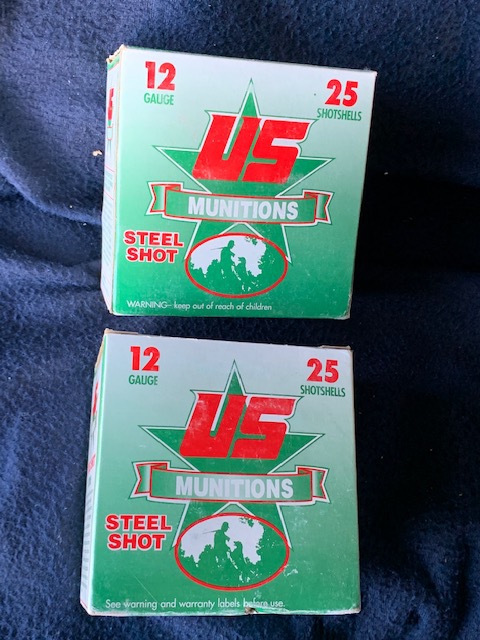 12
GAUGE
25
SHOTSHELLS
US
MUNITIONS
STEEL
SHOT
WARNING—keep out of reach of children
12
GAUGE
25
SHOTSHELLS
US
MUNITIONS
STEEL
SHOT
See warning and warranty labels before use.